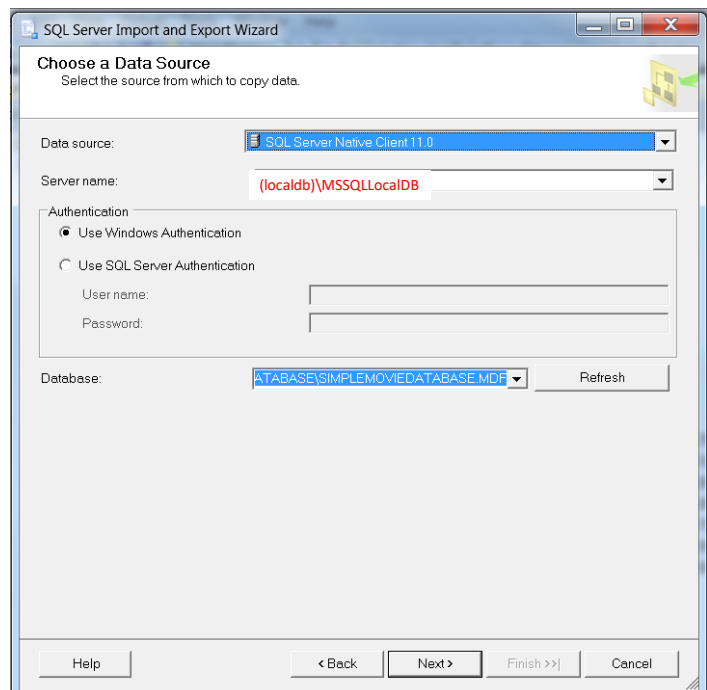 SQL Server Import and Export Wizard
Choose a Data Source
Select the source from which to copy data.
Data source:
SQL Server Native Client 11.0
Server name:
(localdb)\MSSQLLocalDB
Authentication
Use Windows Authentication
Use SQL Server Authentication
User name:
Password:
Database:
ATABASE\SIMPLEMOVIEDATABASE.MDF
Refresh
Help
< Back
Next >
Finish >>|
Cancel